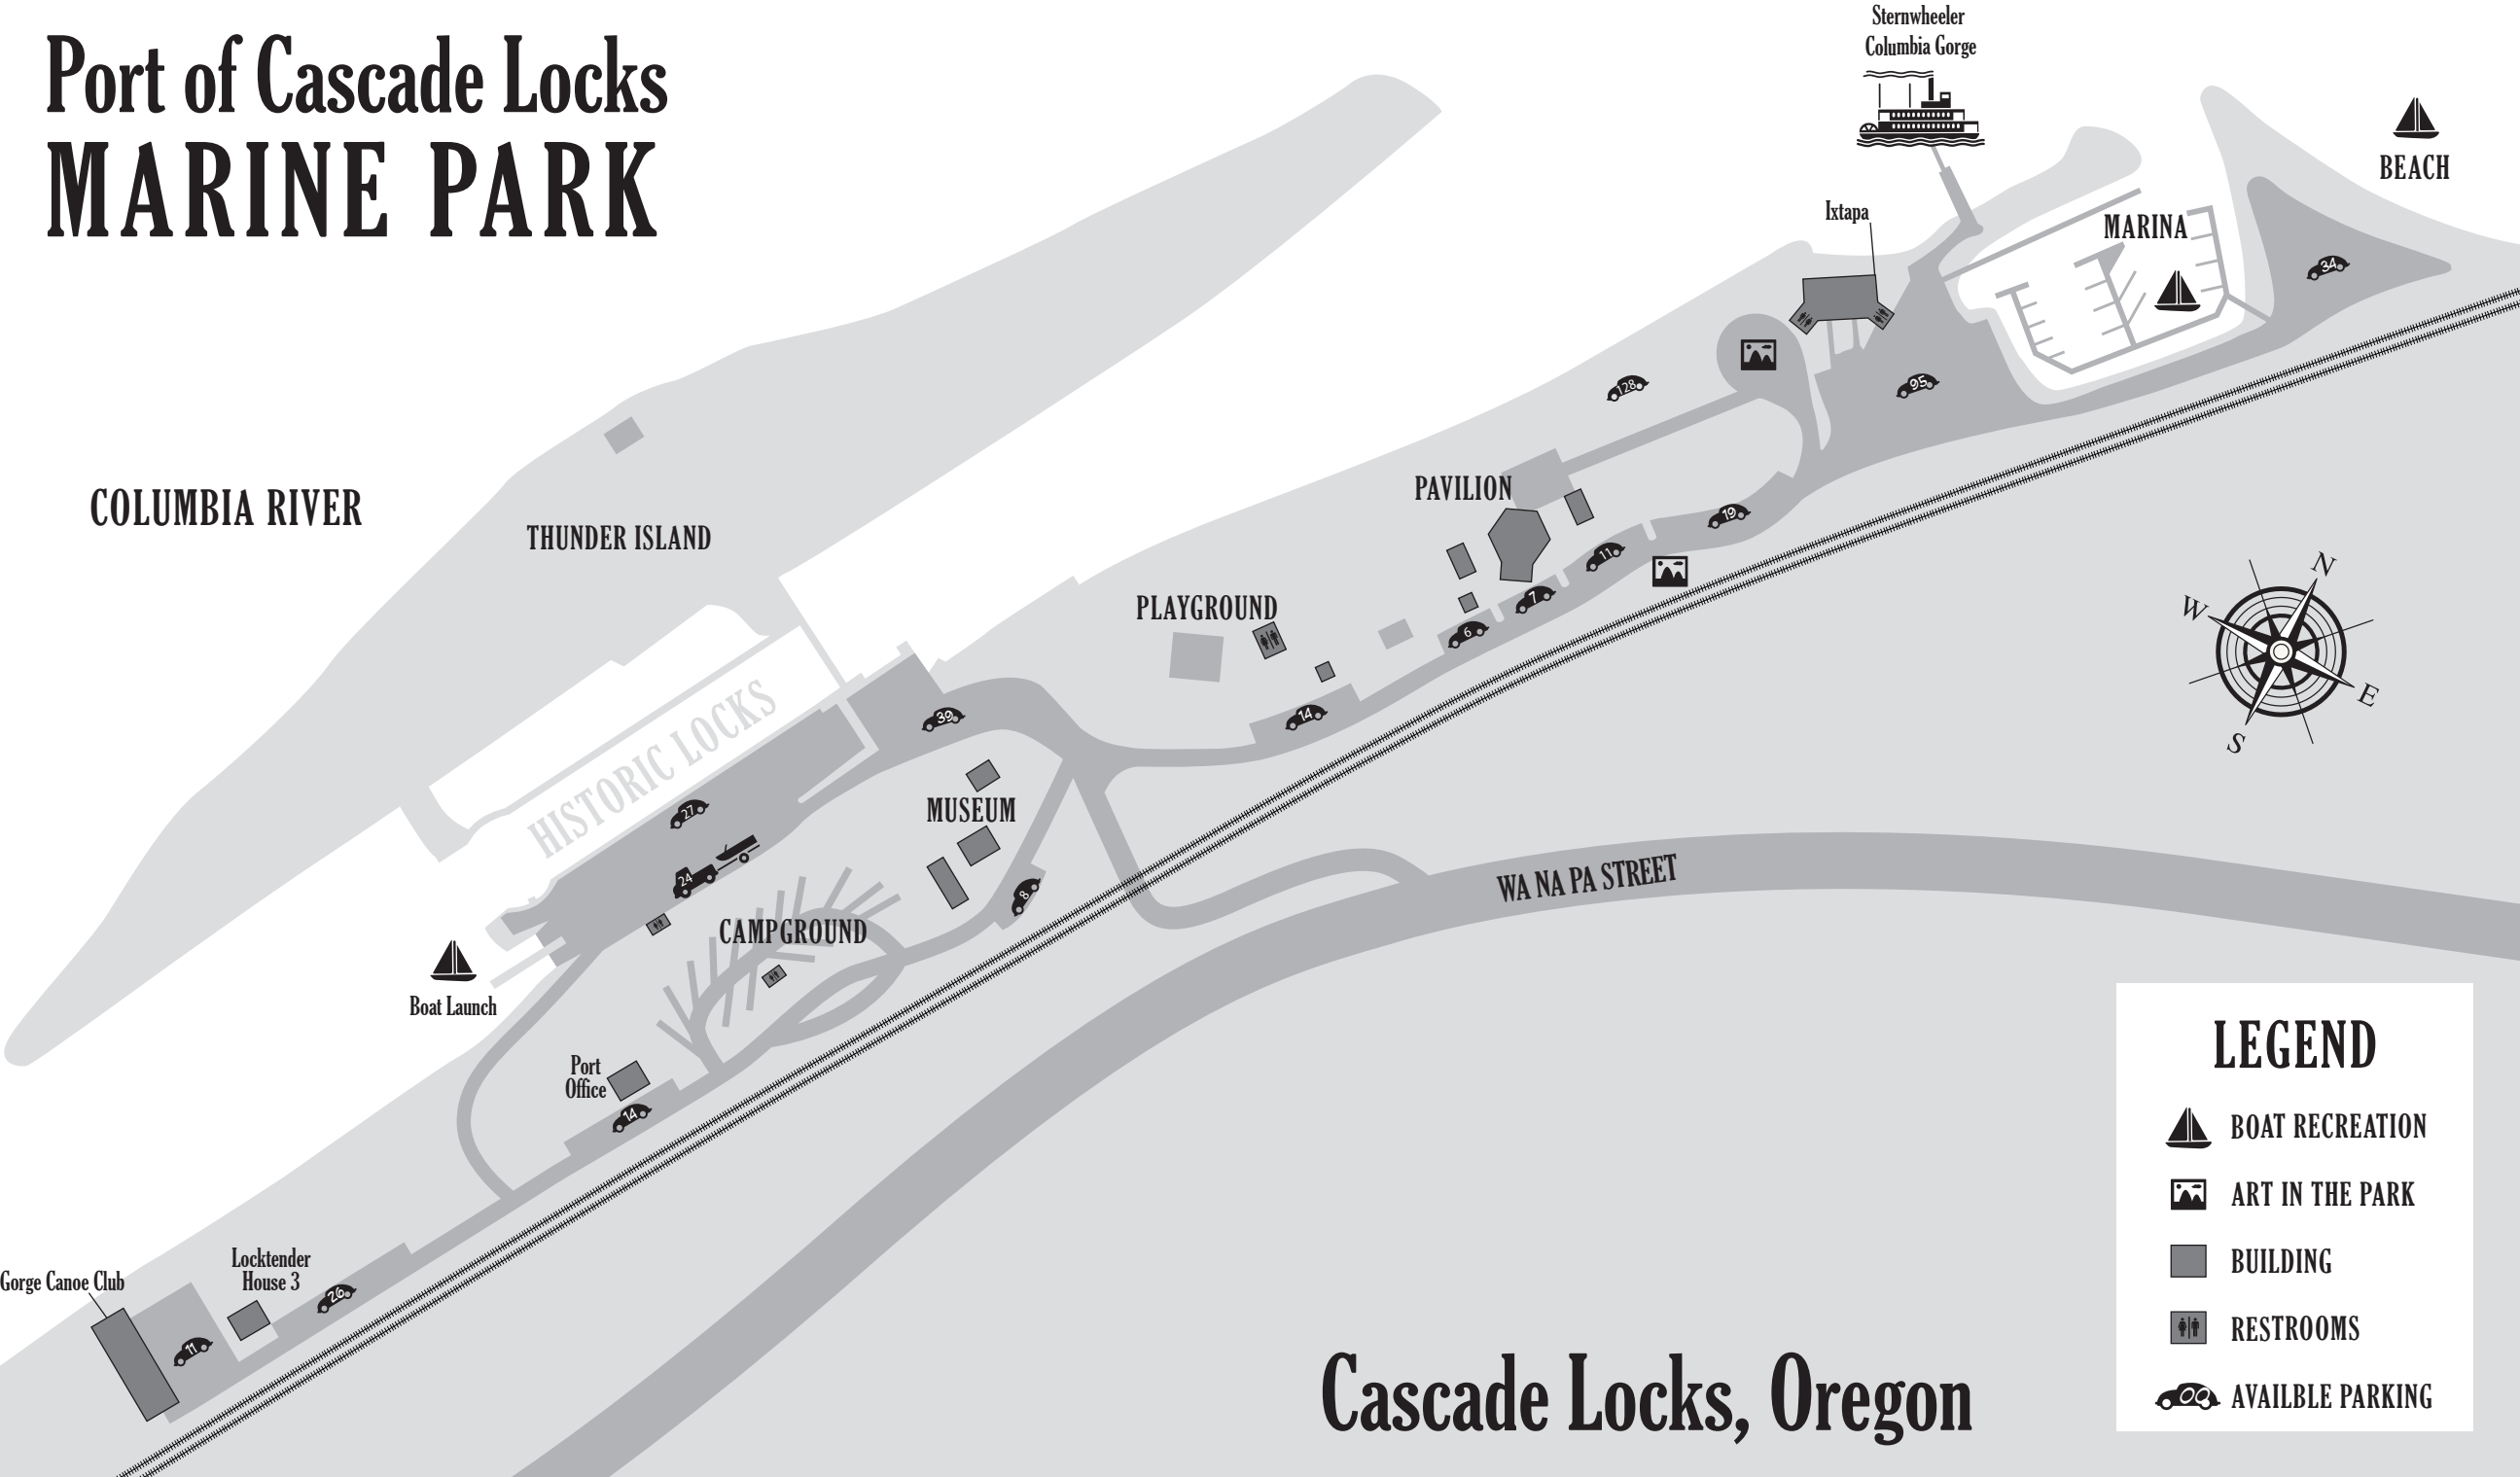 Port of Cascade Locks
MARINE PARK
Sternwheeler
Columbia Gorge
BEACH
Ixtapa
MARINA
34
128
95
COLUMBIA RIVER
THUNDER ISLAND
PAVILION
19
11
7
6
PLAYGROUND
14
39
HISTORIC LOCKS
27
24
MUSEUM
8
CAMPGROUND
Boat Launch
Port
Office
14
WA NA PA STREET
N
W
E
S
Locktender
House 3
Gorge Canoe Club
26
11
LEGEND
BOAT RECREATION
ART IN THE PARK
BUILDING
RESTROOMS
00
AVAILBLE PARKING
Cascade Locks, Oregon